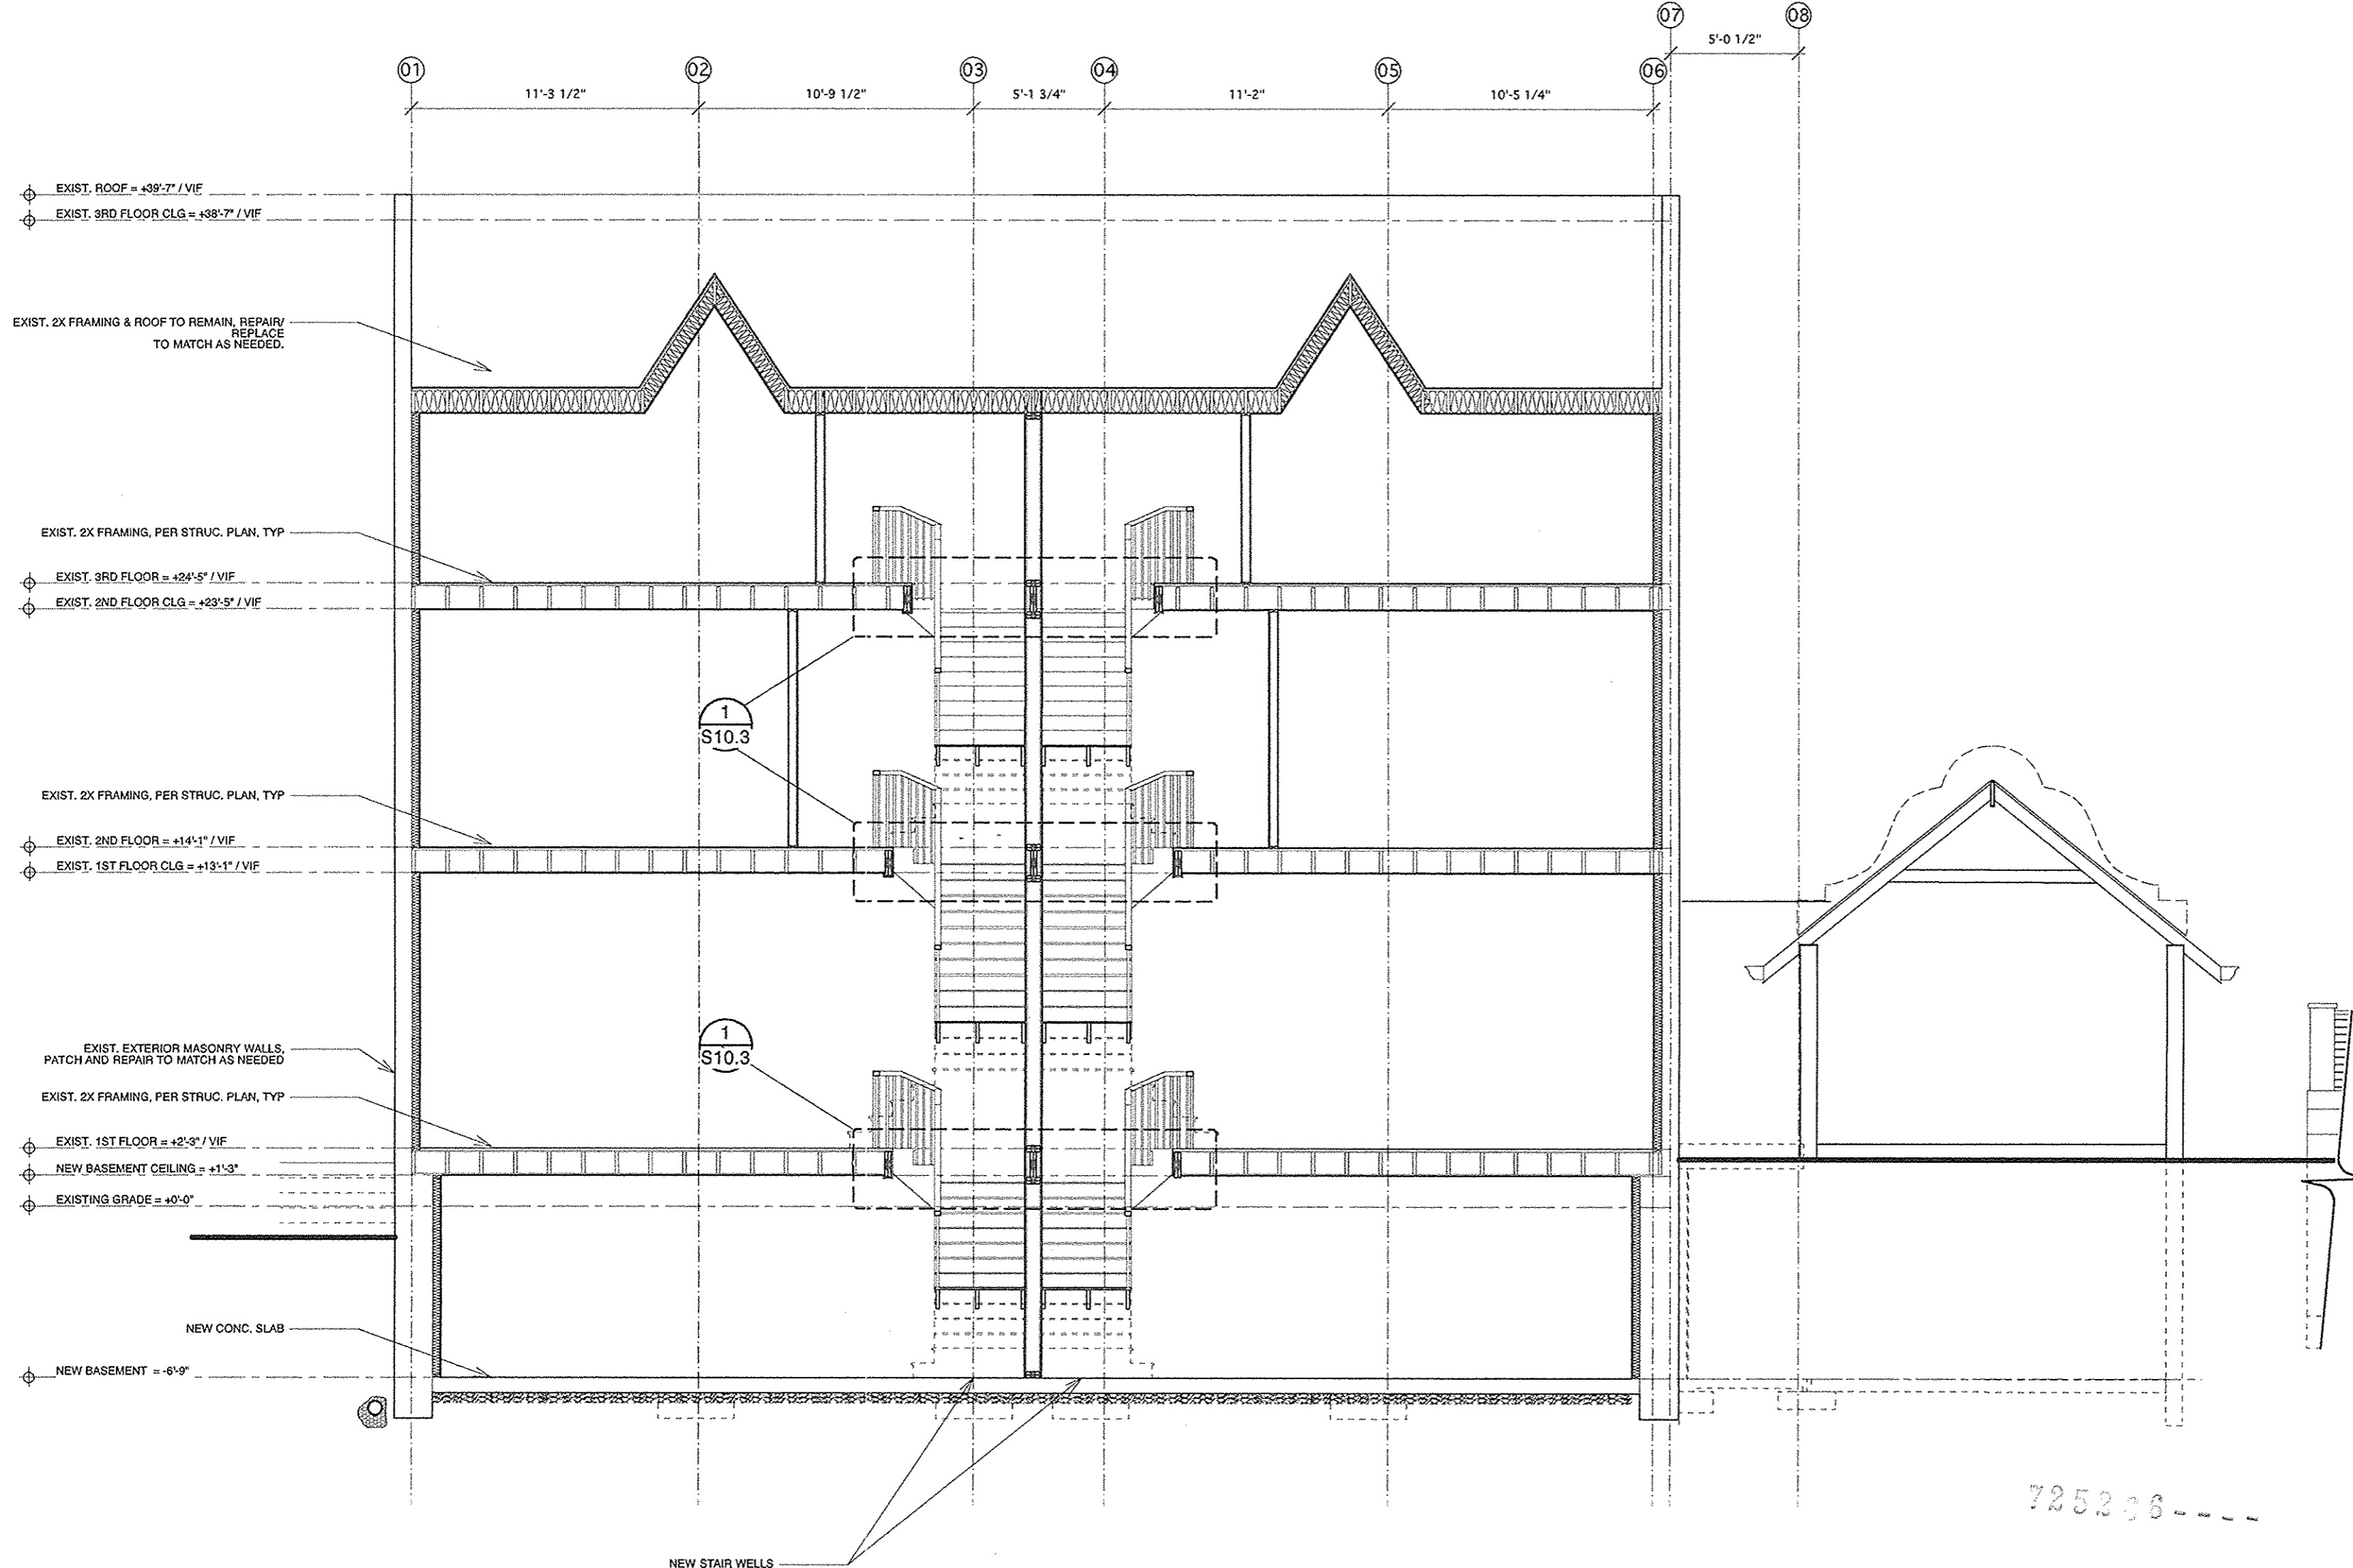 07 08
5'-0 1/2"
01 02 03 04 05 06
11'-3 1/2" 10'-9 1/2" 5'-1 3/4" 11'-2" 10'-5 1/4"
EXIST. ROOF = +39'-7" / VIF
EXIST. 3RD FLOOR CLG = +38'-7" / VIF
EXIST. 2X FRAMING & ROOF TO REMAIN, REPAIR/
REPLACE
TO MATCH AS NEEDED.
EXIST. 2X FRAMING, PER STRUC. PLAN, TYP
EXIST. 3RD FLOOR = +24'-5" / VIF
EXIST. 2ND FLOOR CLG = +23'-5" / VIF
1
S10.3
EXIST. 2X FRAMING, PER STRUC. PLAN, TYP
EXIST. 2ND FLOOR = +14'-1" / VIF
EXIST. 1ST FLOOR CLG = +13'-1" / VIF
1
S10.3
EXIST. EXTERIOR MASONRY WALLS,
PATCH AND REPAIR TO MATCH AS NEEDED
EXIST. 2X FRAMING, PER STRUC. PLAN, TYP
EXIST. 1ST FLOOR = +2'-3" / VIF
NEW BASEMENT CEILING = +1'-3"
EXISTING GRADE = +0'-0"
NEW CONC. SLAB
NEW BASEMENT = -6'-9"
NEW STAIR WELLS